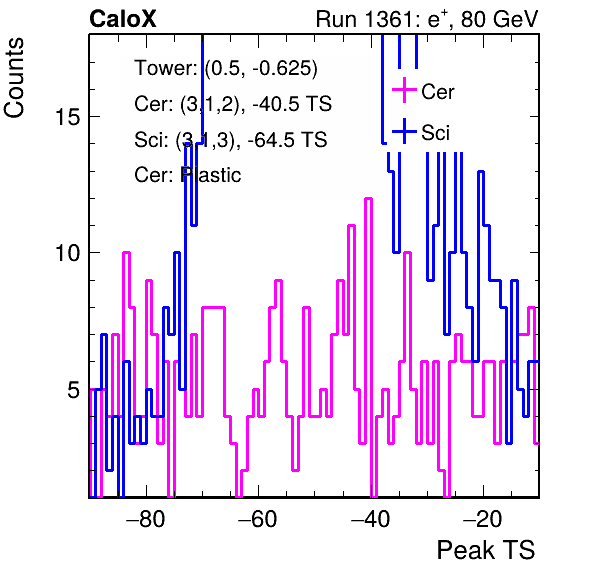 CaloX Run 1361: e⁺, 80 GeV
Counts
Tower: (0.5, -0.625)
Cer: (3,1,2), -40.5 TS
Sci: (3,1,3), -64.5 TS
Cer: Plastic
Cer
Sci
15
10
5
−80 −60 −40 −20
Peak TS